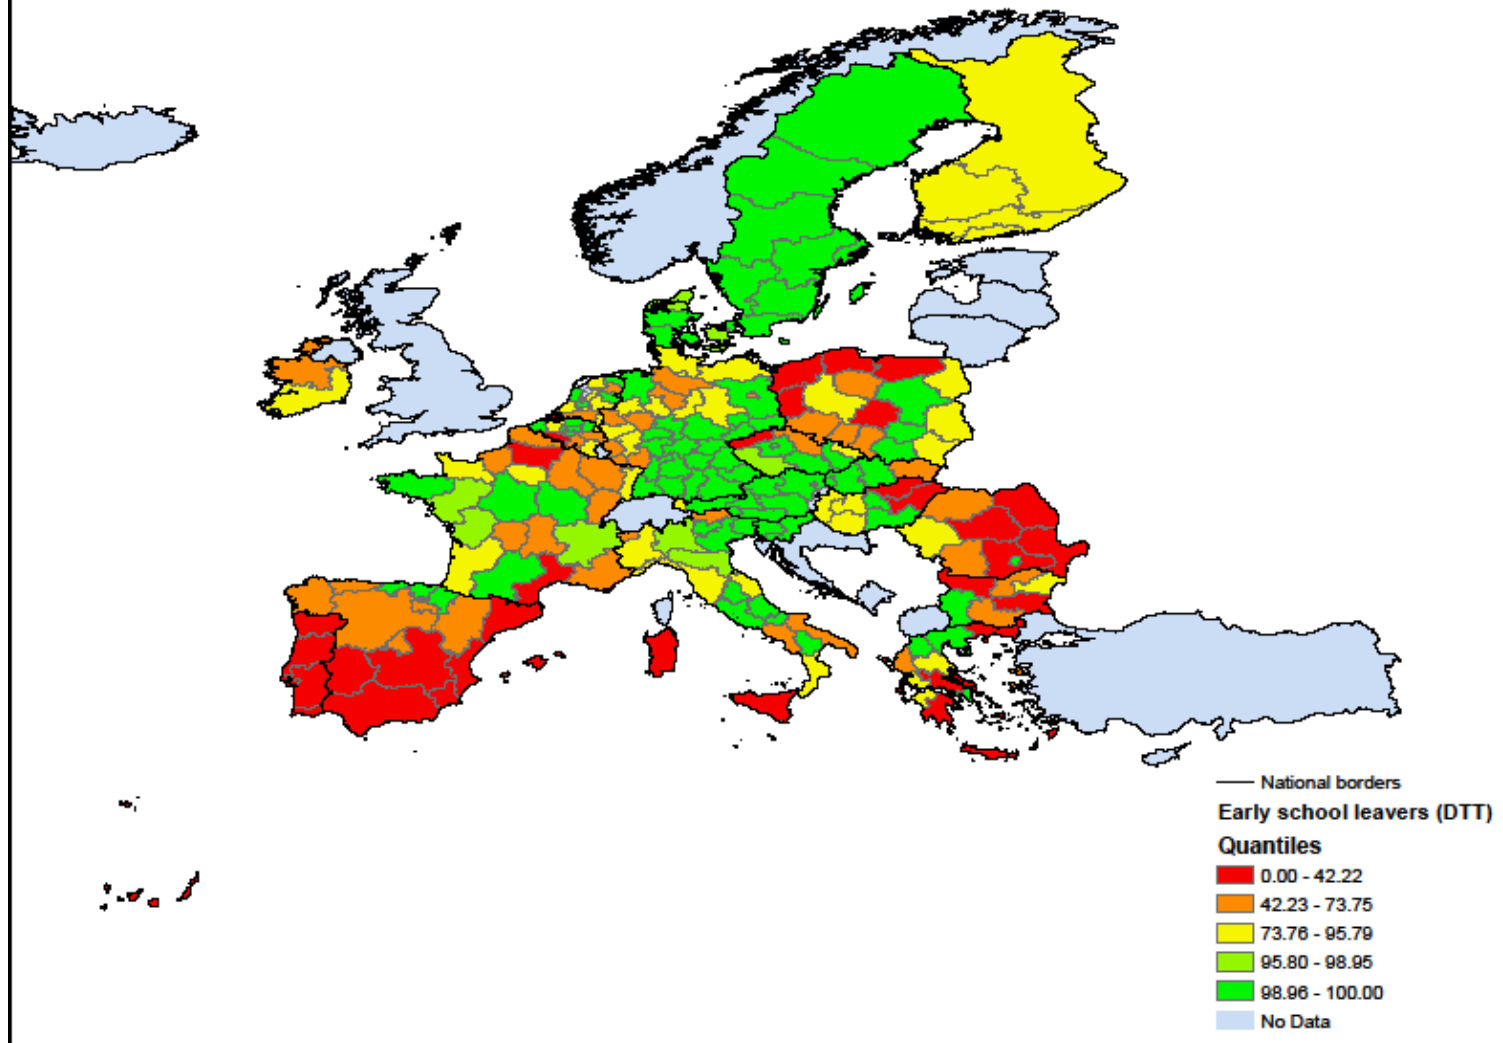 National borders
Early school leavers (DTT)
Quantiles
0.00 - 42.22
42.23 - 73.75
73.76 - 95.79
95.80 - 98.95
98.96 - 100.00
No Data